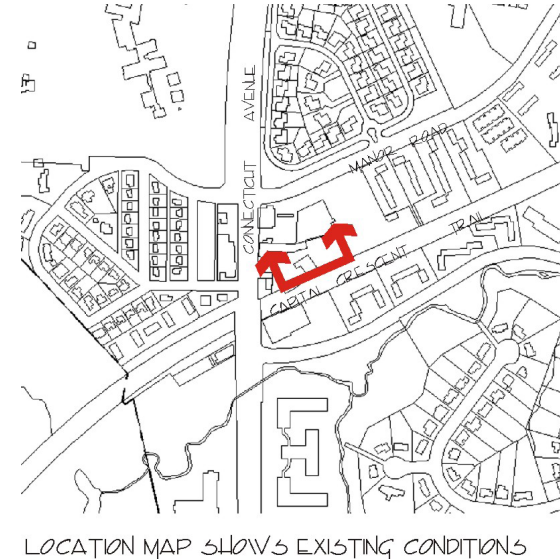 CONNECTICUT AVENUE
MANOR ROAD
CAPITAL CRESCENT TRAIL
LOCATION MAP SHOWS EXISTING CONDITIONS